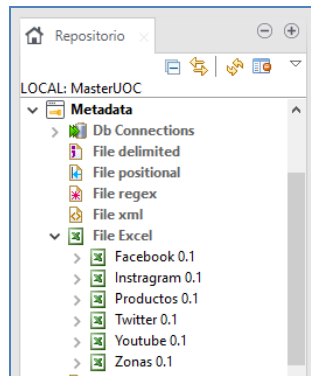 Repositorio
LOCAL: MasterUOC
Metadata
Db Connections
File delimited
File positional
File regex
File xml
File Excel
Facebook 0.1
Instragram 0.1
Productos 0.1
Twitter 0.1
Youtube 0.1
Zonas 0.1